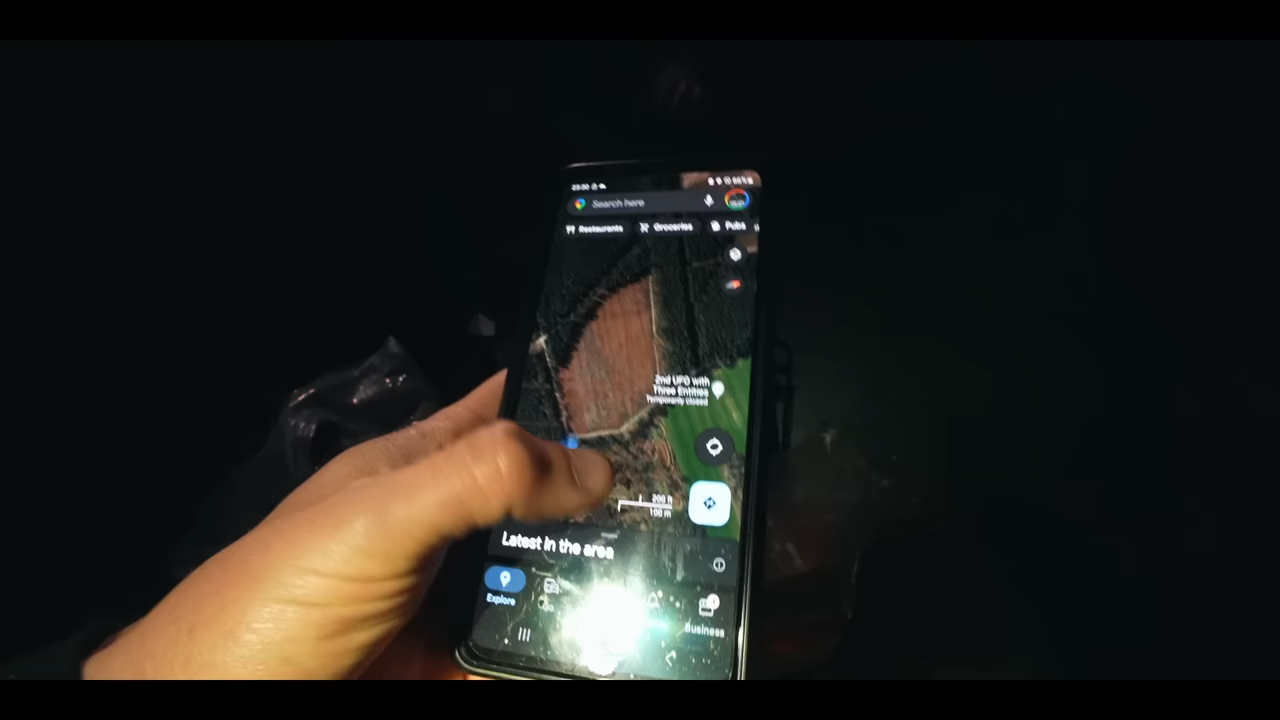 Search here
Restaurants
Groceries
Pubs
2nd UFO with
Three Entities
Temporarily closed
200 ft
100 m
Latest in the area
Explore
Business